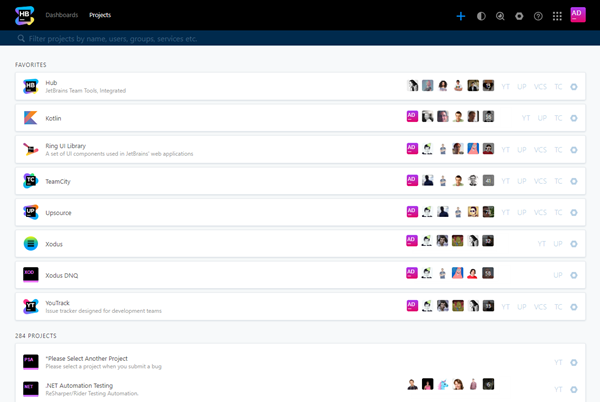 HB
Dashboards
Projects
AD
Filter projects by name, users, groups, services etc.
FAVORITES
Hub
JetBrains Team Tools, Integrated
YT UP VCS TC
Kotlin
AD
YT UP TC
Ring UI Library
A set of UI components used in JetBrains' web applications
AD
YT UP VCS TC
TC
TeamCity
AD
YT UP VCS TC
UP
Upsource
AD
YT UP VCS TC
Xodus
AD
YT UP
XOD
Xodus DNQ
AD
UP
YT
YouTrack
Issue tracker designed for development teams
AD
YT UP VCS TC
284 PROJECTS
*Please Select Another Project
Please select a project when you submit a bug
YT
NET
.NET Automation Testing
ReSharper/Rider Testing Automation.
YT